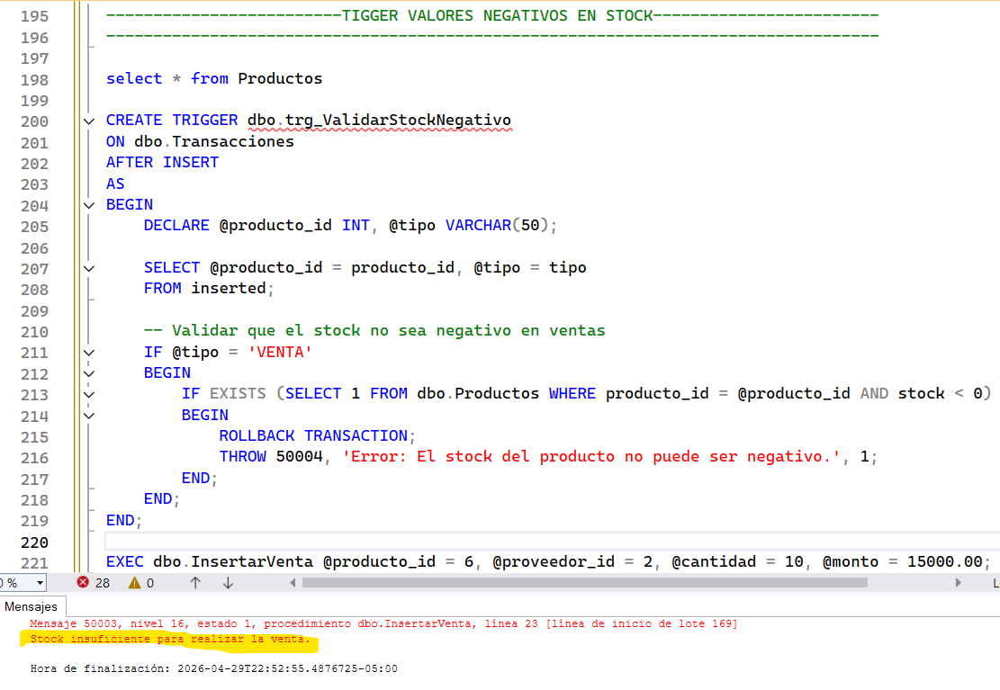 195 --------------------------TIGGER VALORES NEGATIVOS EN STOCK------------------------
196 ----------------------------------------------------------------------------------
197
198 select * from Productos
199
200 CREATE TRIGGER dbo.trg_ValidarStockNegativo
201 ON dbo.Transacciones
202 AFTER INSERT
203 AS
204 BEGIN
205     DECLARE @producto_id INT, @tipo VARCHAR(50);
206
207     SELECT @producto_id = producto_id, @tipo = tipo
208     FROM inserted;
209
210     -- Validar que el stock no sea negativo en ventas
211     IF @tipo = 'VENTA'
212     BEGIN
213         IF EXISTS (SELECT 1 FROM dbo.Productos WHERE producto_id = @producto_id AND stock < 0)
214         BEGIN
215             ROLLBACK TRANSACTION;
216             THROW 50004, 'Error: El stock del producto no puede ser negativo.', 1;
217         END;
218     END;
219 END;
220
221 EXEC dbo.InsertarVenta @producto_id = 6, @proveedor_id = 2, @cantidad = 10, @monto = 15000.00;
% 28 0
Mensajes
Mensaje 50003, nivel 16, estado 1, procedimiento dbo.InsertarVenta, línea 23 [línea de inicio de lote 169]
Stock insuficiente para realizar la venta.
Hora de finalización: 2026-04-29T22:52:55.4876725-05:00